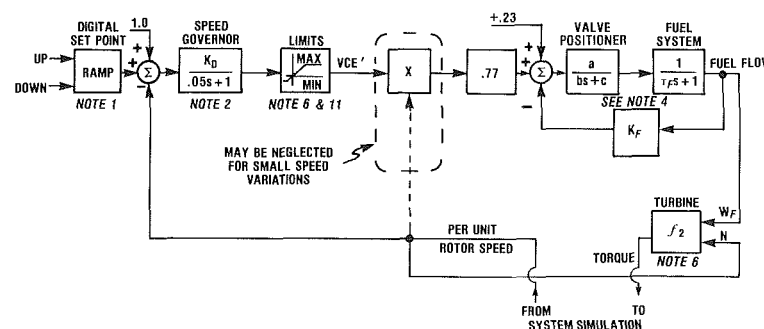 DIGITAL
SET POINT
1.0
SPEED
GOVERNOR
LIMITS
+.23
VALVE
POSITIONER
FUEL
SYSTEM
UP
DOWN
RAMP
+
+
−
Σ
K_D
.05s+1
MAX
MIN
VCE'
X
.77
+
+
−
Σ
a
bs+c
1
τ_Fs+1
FUEL FLOW
NOTE 1
NOTE 2
NOTE 6 & 11
SEE NOTE 4
K_F
MAY BE NEGLECTED
FOR SMALL SPEED
VARIATIONS
TURBINE
W_F
f_2
N
PER UNIT
ROTOR SPEED
TORQUE
NOTE 6
FROM
TO
SYSTEM SIMULATION